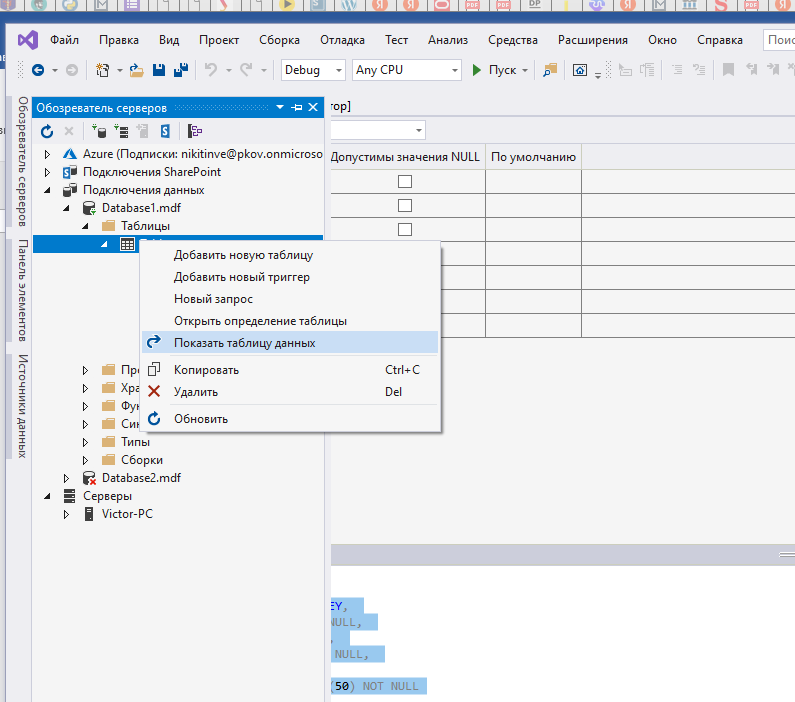 Файл Правка Вид Проект Сборка Отладка Тест Анализ Средства Расширения Окно Справка Поис
Debug Any CPU Пуск
Обозреватель серверов
Панель элементов
Источники данных
Обозреватель серверов
тор]
Допустимы значения NULL По умолчанию
Azure (Подписки: nikitinve@pkov.onmicroso
Подключения SharePoint
Подключения данных
Database1.mdf
Таблицы
Добавить новую таблицу
Добавить новый триггер
Новый запрос
Открыть определение таблицы
Показать таблицу данных
Копировать Ctrl+C
Удалить Del
Обновить
Пр
Хра
Фун
Син
Типы
Сборки
Database2.mdf
Серверы
Victor-PC
EY,
NULL,
,
NULL,
(50) NOT NULL